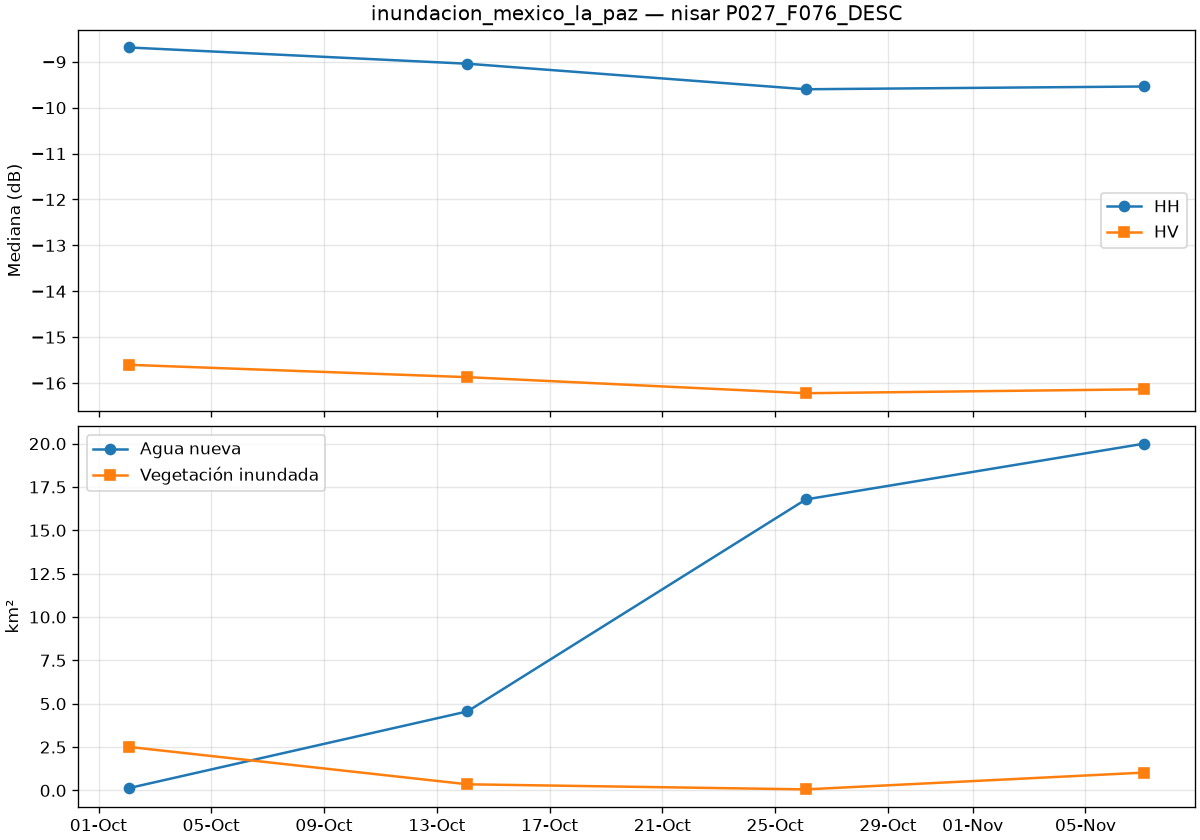 inundacion_mexico_la_paz — nisar P027_F076_DESC
Mediana (dB)
−9
−10
−11
−12
−13
−14
−15
−16
HH
HV
km²
20.0
17.5
15.0
12.5
10.0
7.5
5.0
2.5
0.0
Agua nueva
Vegetación inundada
01-Oct 05-Oct 09-Oct 13-Oct 17-Oct 21-Oct 25-Oct 29-Oct 01-Nov 05-Nov